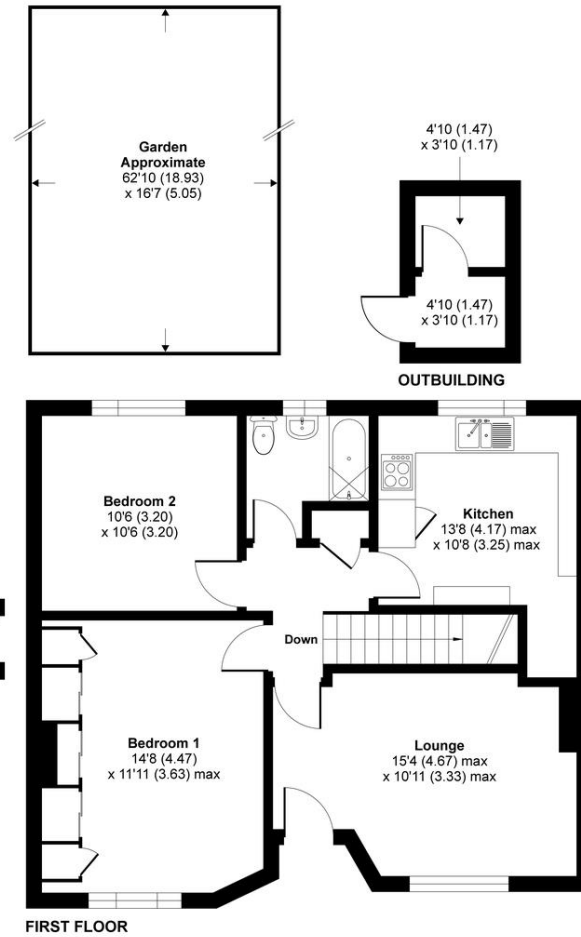 Garden
Approximate
62'10 (18.93)
x 16'7 (5.05)
4'10 (1.47)
x 3'10 (1.17)
4'10 (1.47)
x 3'10 (1.17)
OUTBUILDING
Bedroom 2
10'6 (3.20)
x 10'6 (3.20)
Kitchen
13'8 (4.17) max
x 10'8 (3.25) max
Down
Bedroom 1
14'8 (4.47)
x 11'11 (3.63) max
Lounge
15'4 (4.67) max
x 10'11 (3.33) max
FIRST FLOOR